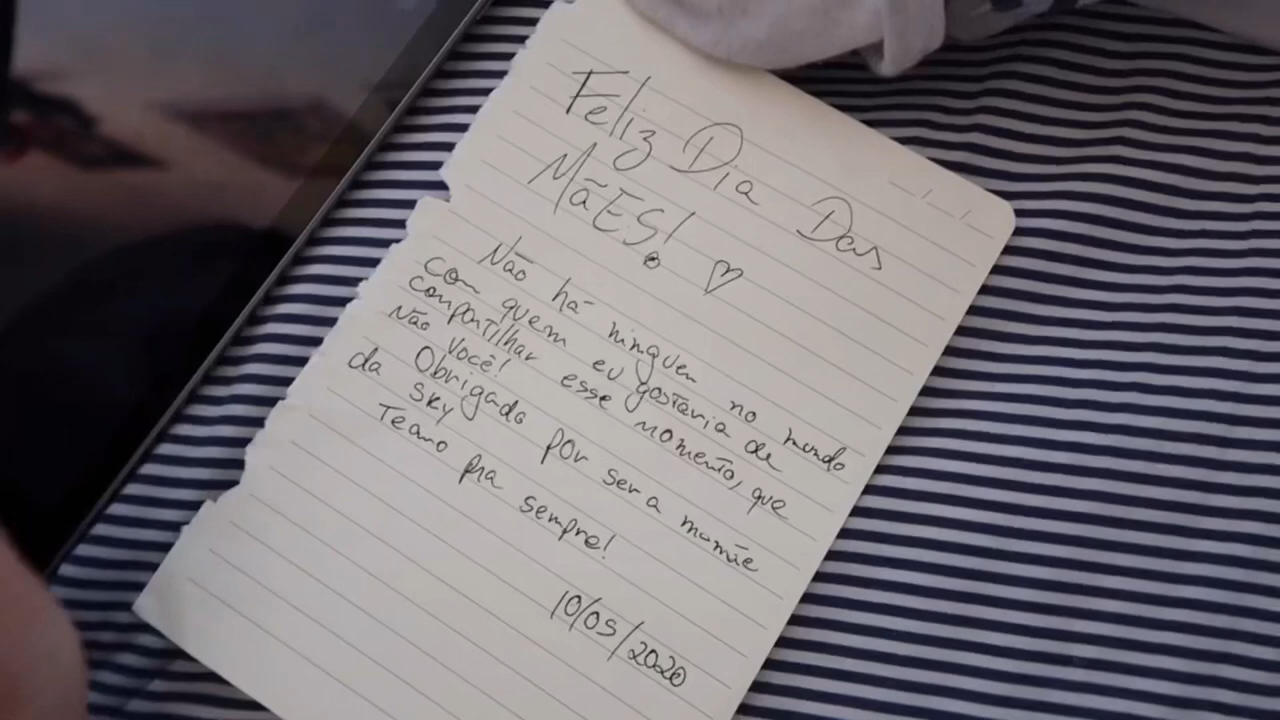 Feliz Dia Das
MãES! ♡
Não há ninguem no mundo
com quem eu gostaria de
compartilhar esse momento, que
Não você!
Obrigado por ser a mamãe
da Sky
Te amo pra sempre!
10/05/2020